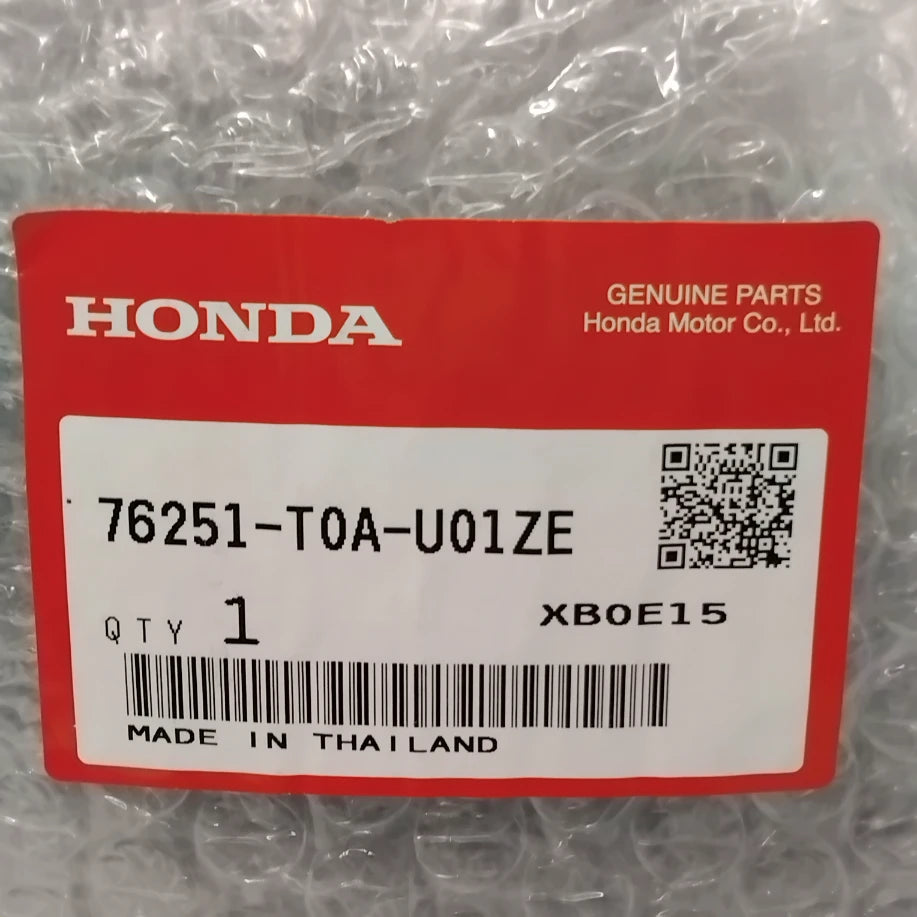 HONDA
GENUINE PARTS
Honda Motor Co., Ltd.
76251-T0A-U01ZE
QTY 1
XB0E15
MADE IN THAILAND